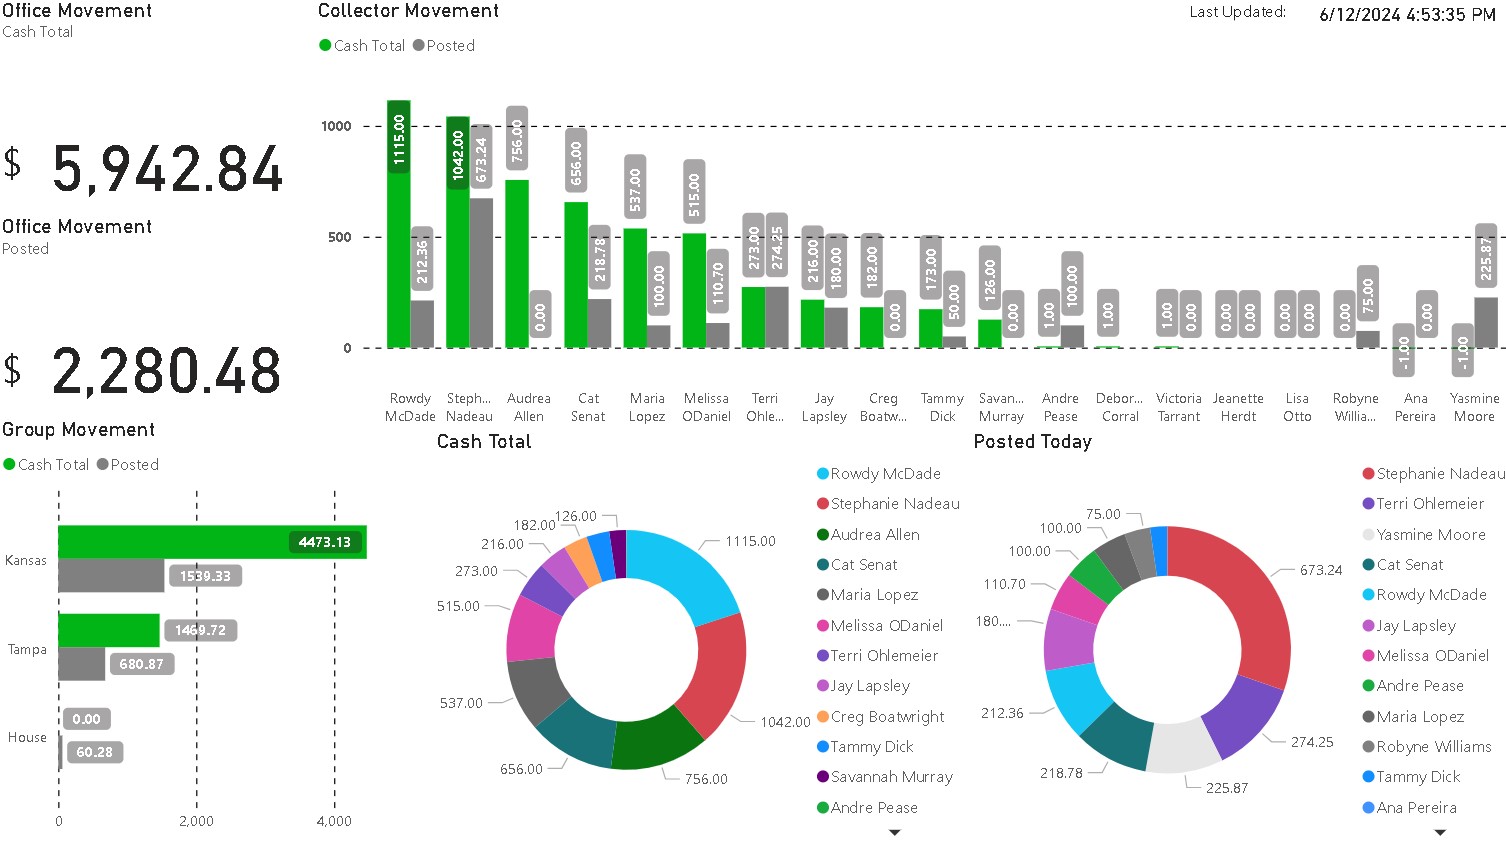 Office Movement
Cash Total
$ 5,942.84
Office Movement
Posted
$ 2,280.48
Collector Movement
Cash Total Posted
Last Updated: 6/12/2024 4:53:35 PM
1000
500
0
1115.00
212.36
1042.00
673.24
756.00
0.00
656.00
218.78
537.00
100.00
515.00
110.70
273.00
274.25
216.00
180.00
182.00
0.00
173.00
50.00
126.00
0.00
1.00
100.00
1.00
1.00
0.00
0.00
0.00
0.00
0.00
0.00
75.00
-1.00
0.00
-1.00
225.87
Rowdy McDade
Steph... Nadeau
Audrea Allen
Cat Senat
Maria Lopez
Melissa ODaniel
Terri Ohle...
Jay Lapsley
Creg Boatw...
Tammy Dick
Savan... Murray
Andre Pease
Debor... Corral
Victoria Tarrant
Jeanette Herdt
Lisa Otto
Robyne Willia...
Ana Pereira
Yasmine Moore
Group Movement
Cash Total Posted
Kansas
4473.13
1539.33
Tampa
1469.72
680.87
House
0.00
60.28
0 2,000 4,000
Cash Total
1115.00
1042.00
756.00
656.00
537.00
515.00
273.00
216.00
182.00
126.00
Rowdy McDade
Stephanie Nadeau
Audrea Allen
Cat Senat
Maria Lopez
Melissa ODaniel
Terri Ohlemeier
Jay Lapsley
Creg Boatwright
Tammy Dick
Savannah Murray
Andre Pease
Posted Today
673.24
274.25
225.87
218.78
212.36
180....
110.70
100.00
100.00
75.00
Stephanie Nadeau
Terri Ohlemeier
Yasmine Moore
Cat Senat
Rowdy McDade
Jay Lapsley
Melissa ODaniel
Andre Pease
Maria Lopez
Robyne Williams
Tammy Dick
Ana Pereira